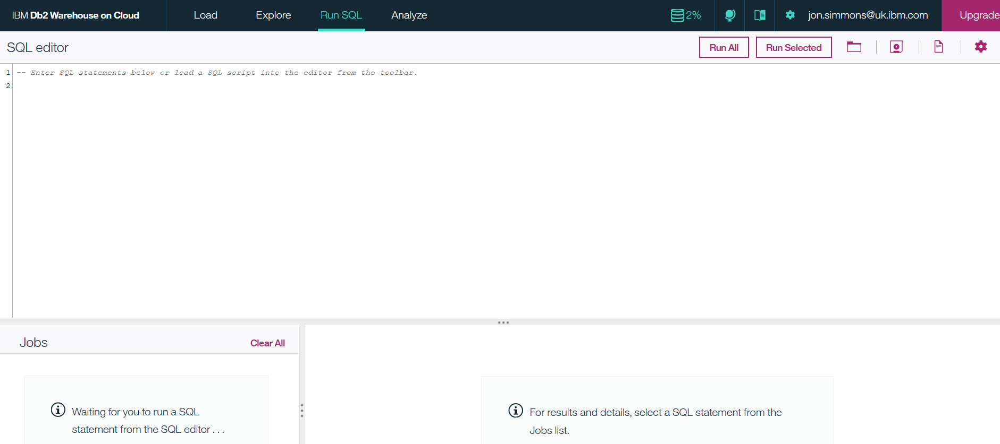 IBM Db2 Warehouse on Cloud Load Explore Run SQL Analyze 2% jon.simmons@uk.ibm.com Upgrade
SQL editor Run All Run Selected
1 -- Enter SQL statements below or load a SQL script into the editor from the toolbar.
2
Jobs Clear All
Waiting for you to run a SQL
statement from the SQL editor . . .
For results and details, select a SQL statement from the
Jobs list.